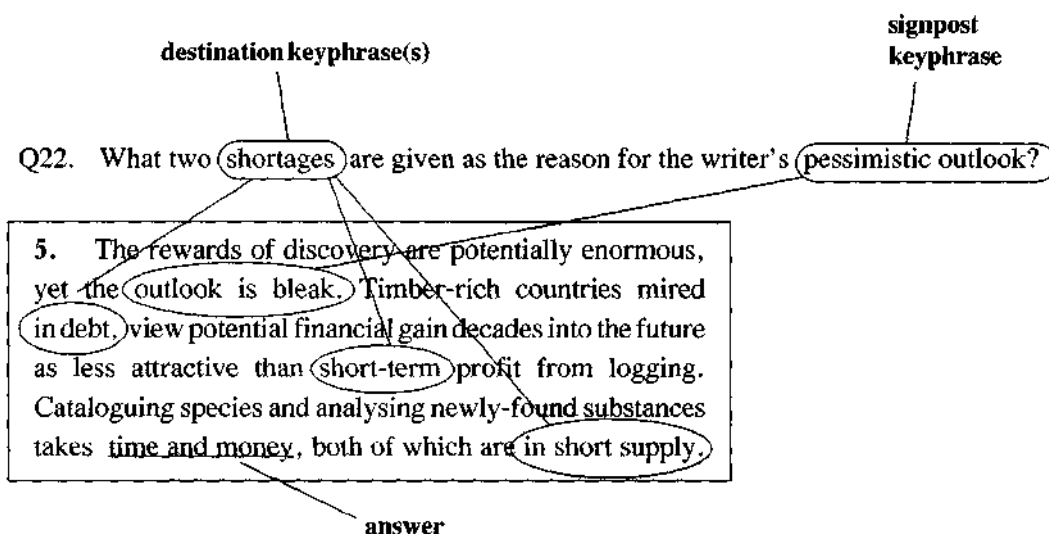 signpost
destination keyphrase(s)
keyphrase
Q22. What two shortages are given as the reason for the writer's pessimistic outlook?
5. The rewards of discovery are potentially enormous,
yet the outlook is bleak. Timber-rich countries mired
in debt, view potential financial gain decades into the future
as less attractive than short-term profit from logging.
Cataloguing species and analysing newly-found substances
takes time and money, both of which are in short supply.
answer